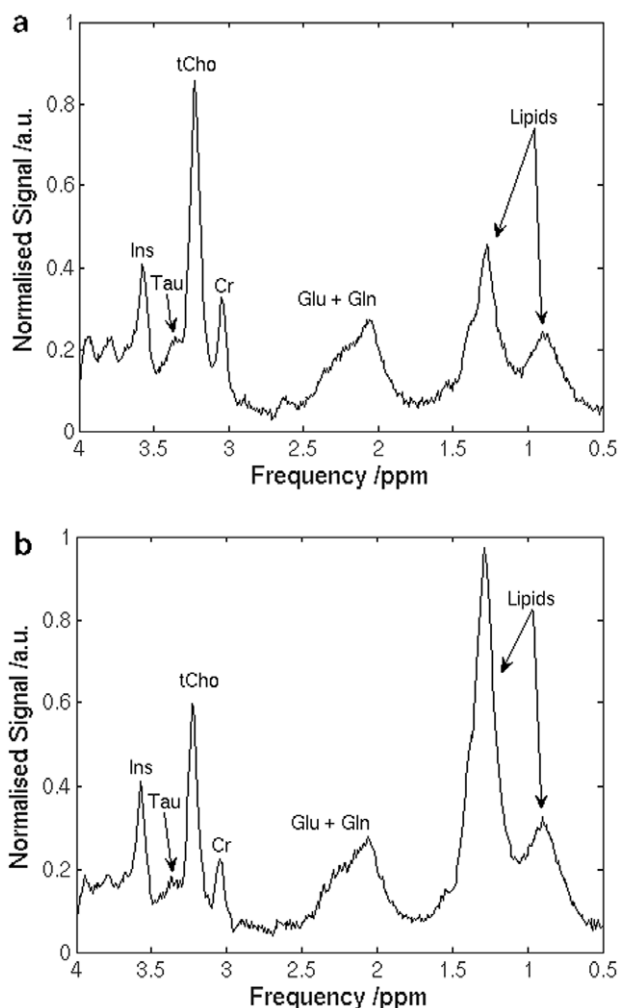 a
1
tCho
0.8
Lipids
0.6
Ins
Tau
Cr
Glu + Gln
0.4
0.2
0
4
3.5
3
2.5
2
1.5
1
0.5
Normalised Signal /a.u.
Frequency /ppm
b
1
Lipids
0.8
tCho
0.6
Ins
Tau
Cr
Glu + Gln
0.4
0.2
0
4
3.5
3
2.5
2
1.5
1
0.5
Normalised Signal /a.u.
Frequency /ppm